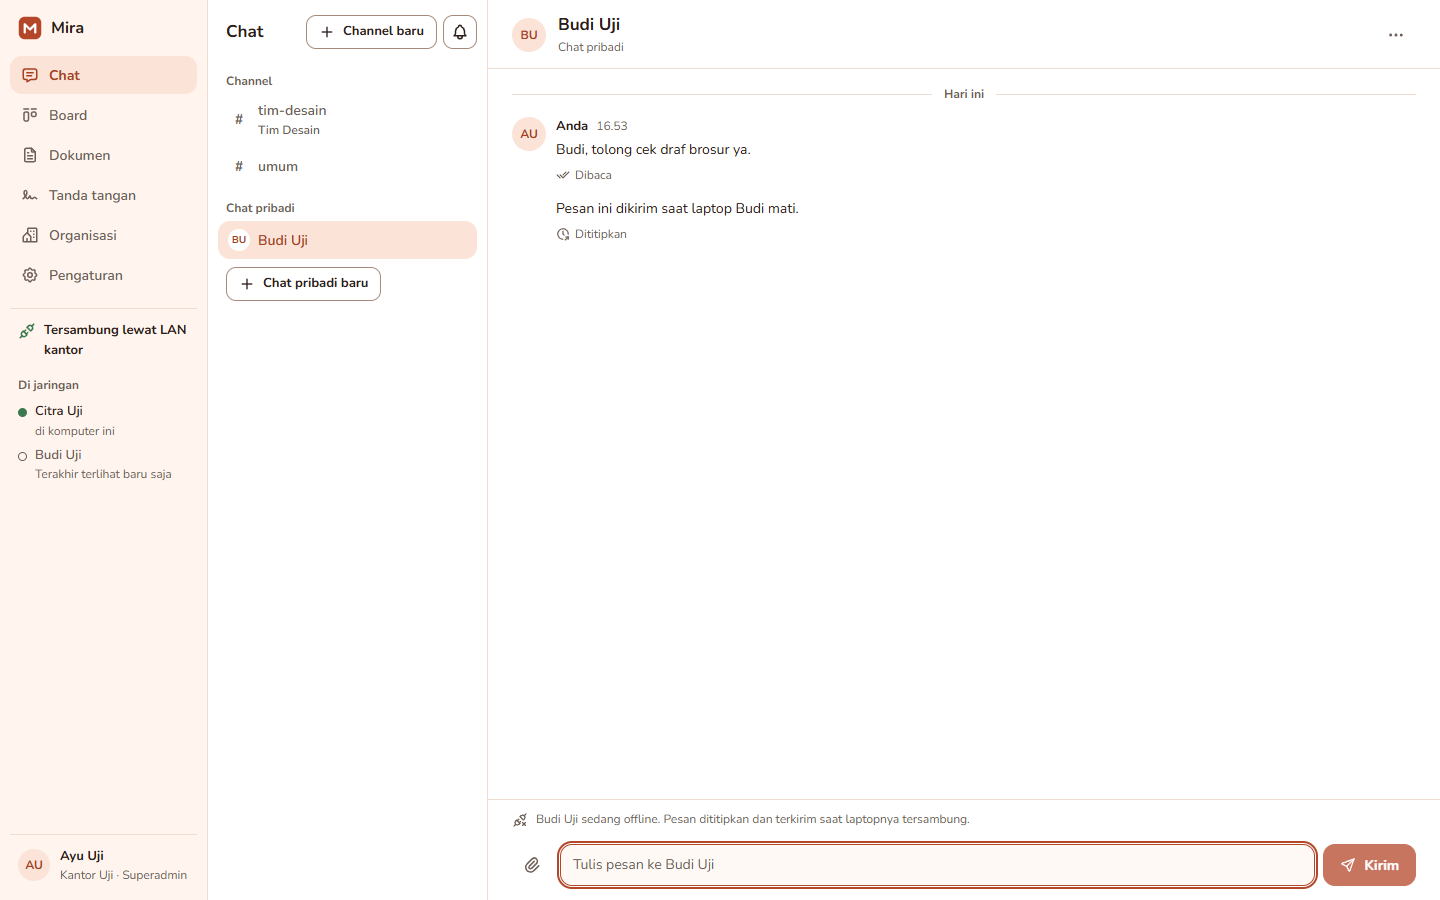 Mira
Chat
Board
Dokumen
Tanda tangan
Organisasi
Pengaturan
Tersambung lewat LAN
kantor
Di jaringan
Citra Uji
di komputer ini
Budi Uji
Terakhir terlihat baru saja
AU
Ayu Uji
Kantor Uji · Superadmin
Chat
Channel baru
Channel
# tim-desain
Tim Desain
# umum
Chat pribadi
BU Budi Uji
Chat pribadi baru
BU
Budi Uji
Chat pribadi
Hari ini
AU
Anda 16.53
Budi, tolong cek draf brosur ya.
Dibaca
Pesan ini dikirim saat laptop Budi mati.
Dititipkan
Budi Uji sedang offline. Pesan dititipkan dan terkirim saat laptopnya tersambung.
Tulis pesan ke Budi Uji
Kirim